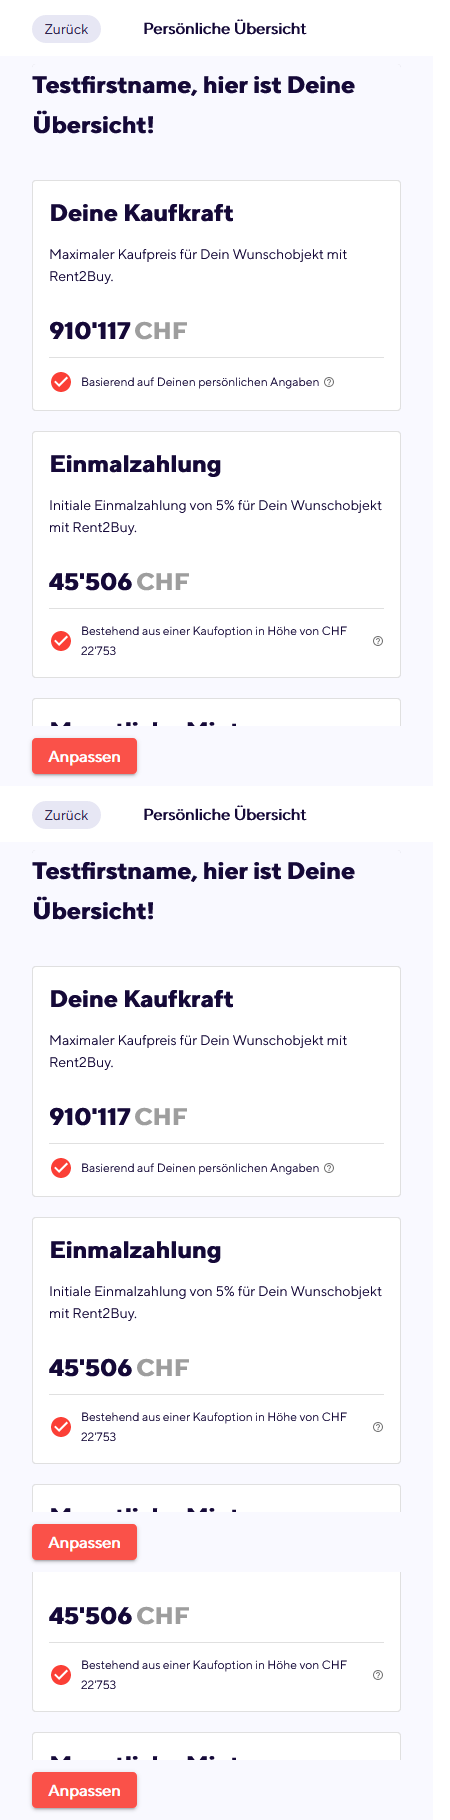 Zurück
Persönliche Übersicht
Testfirstname, hier ist Deine
Übersicht!
Deine Kaufkraft
Maximaler Kaufpreis für Dein Wunschobjekt mit
Rent2Buy.
910'117 CHF
Basierend auf Deinen persönlichen Angaben
Einmalzahlung
Initiale Einmalzahlung von 5% für Dein Wunschobjekt
mit Rent2Buy.
45'506 CHF
Bestehend aus einer Kaufoption in Höhe von CHF
22'753
Anpassen
Zurück
Persönliche Übersicht
Testfirstname, hier ist Deine
Übersicht!
Deine Kaufkraft
Maximaler Kaufpreis für Dein Wunschobjekt mit
Rent2Buy.
910'117 CHF
Basierend auf Deinen persönlichen Angaben
Einmalzahlung
Initiale Einmalzahlung von 5% für Dein Wunschobjekt
mit Rent2Buy.
45'506 CHF
Bestehend aus einer Kaufoption in Höhe von CHF
22'753
Anpassen
45'506 CHF
Bestehend aus einer Kaufoption in Höhe von CHF
22'753
Anpassen